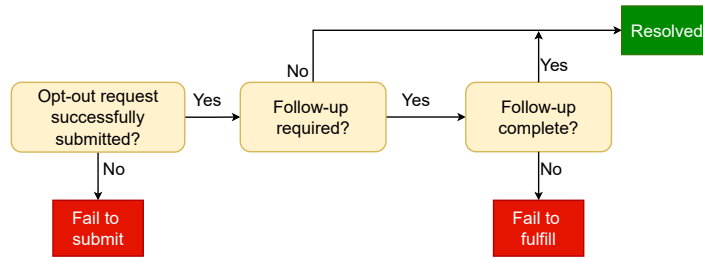 Resolved
No
Yes
Opt-out request
successfully
submitted?
Yes
Follow-up
required?
Yes
Follow-up
complete?
No
No
Fail to
submit
Fail to
fulfill